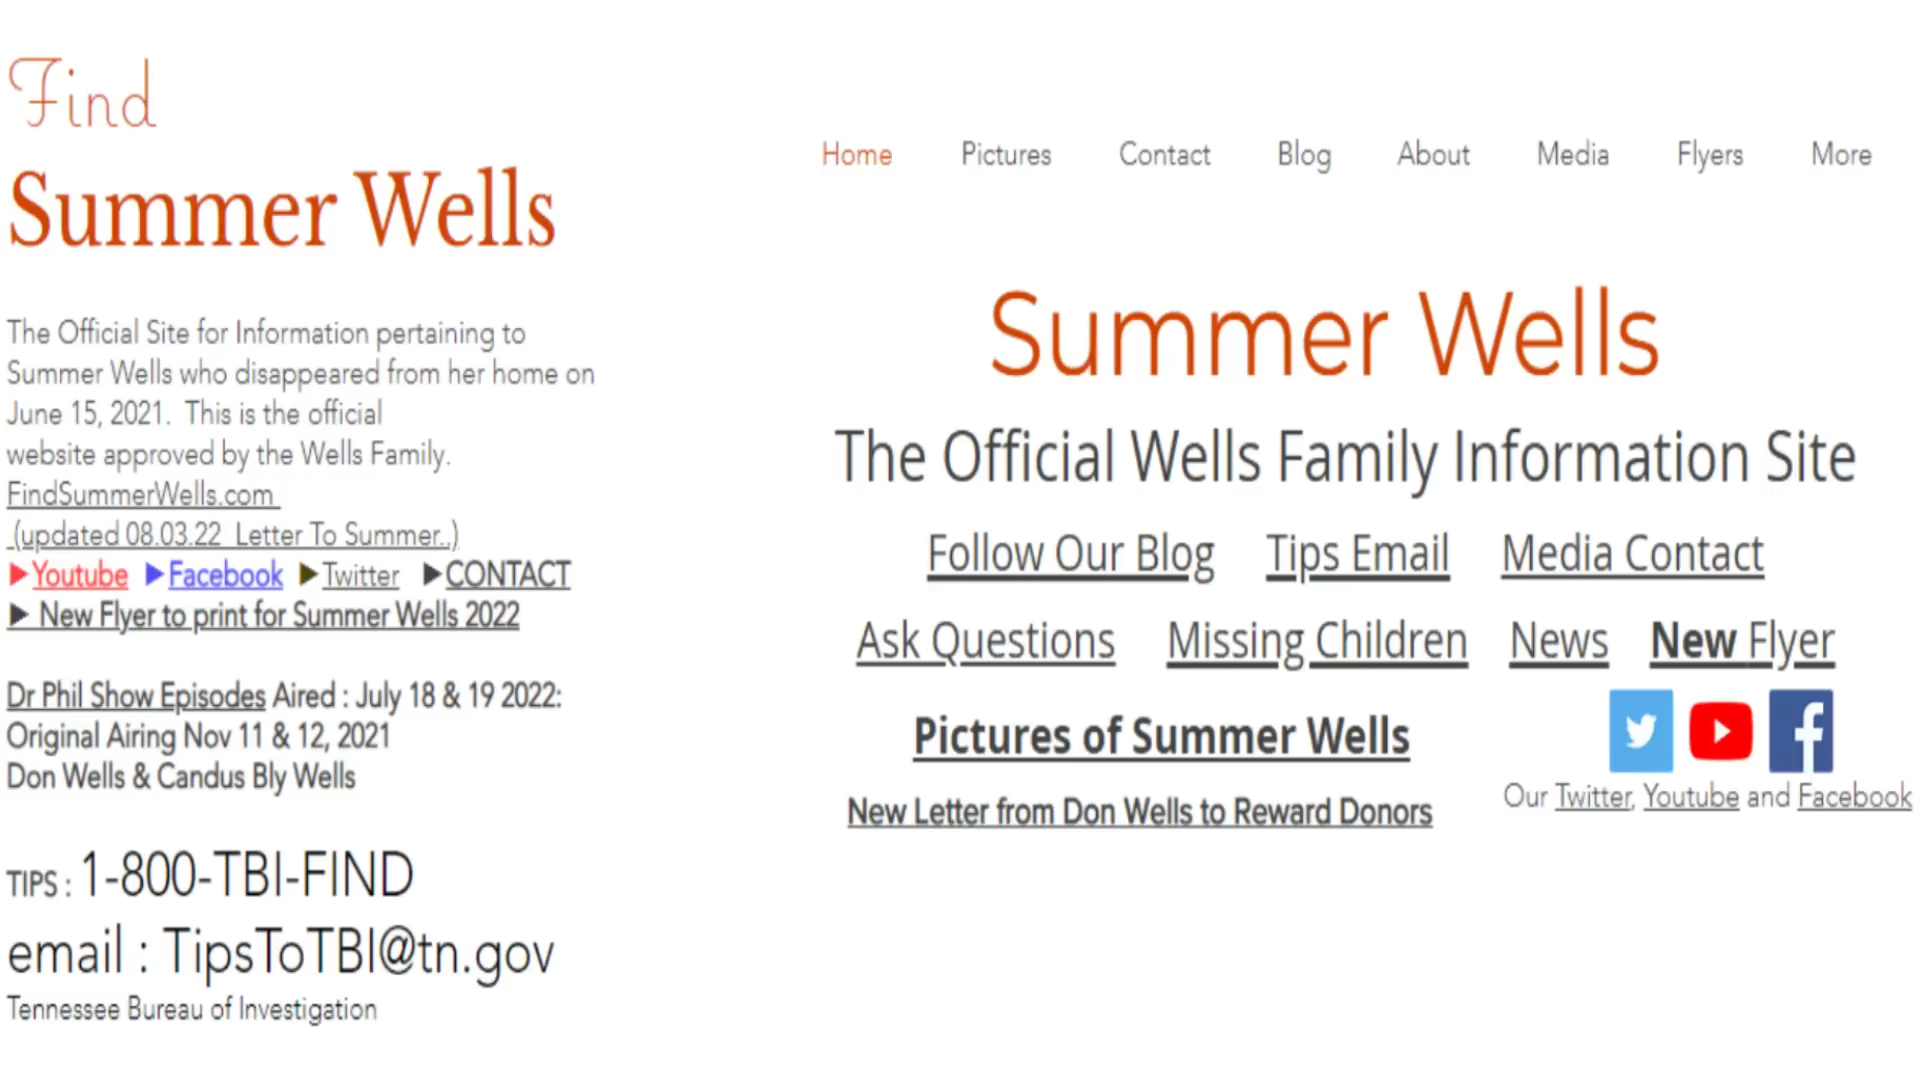 Find
Summer Wells
The Official Site for Information pertaining to
Summer Wells who disappeared from her home on
June 15, 2021.  This is the official
website approved by the Wells Family.
FindSummerWells.com
(updated 08.03.22  Letter To Summer..)
▶Youtube ▶Facebook ▶Twitter ▶CONTACT
▶ New Flyer to print for Summer Wells 2022
Dr Phil Show Episodes Aired : July 18 & 19 2022:
Original Airing Nov 11 & 12, 2021
Don Wells & Candus Bly Wells
TIPS : 1-800-TBI-FIND
email : TipsToTBI@tn.gov
Tennessee Bureau of Investigation
Home Pictures Contact Blog About Media Flyers More
Summer Wells
The Official Wells Family Information Site
Follow Our Blog Tips Email Media Contact
Ask Questions Missing Children News New Flyer
Pictures of Summer Wells
New Letter from Don Wells to Reward Donors
Our Twitter, Youtube and Facebook